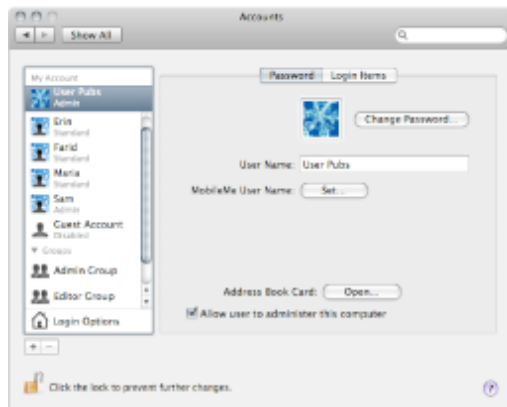 Accounts
Show All
My Account
User Pubs
Admin
Erin
Standard
Farid
Standard
Maria
Standard
Sam
Admin
Guest Account
Disabled
Groups
Admin Group
Editor Group
Login Options
+ −
Password Login Items
Change Password...
User Name: User Pubs
MobileMe User Name: Set...
Address Book Card: Open...
Allow user to administer this computer
Click the lock to prevent further changes.
?